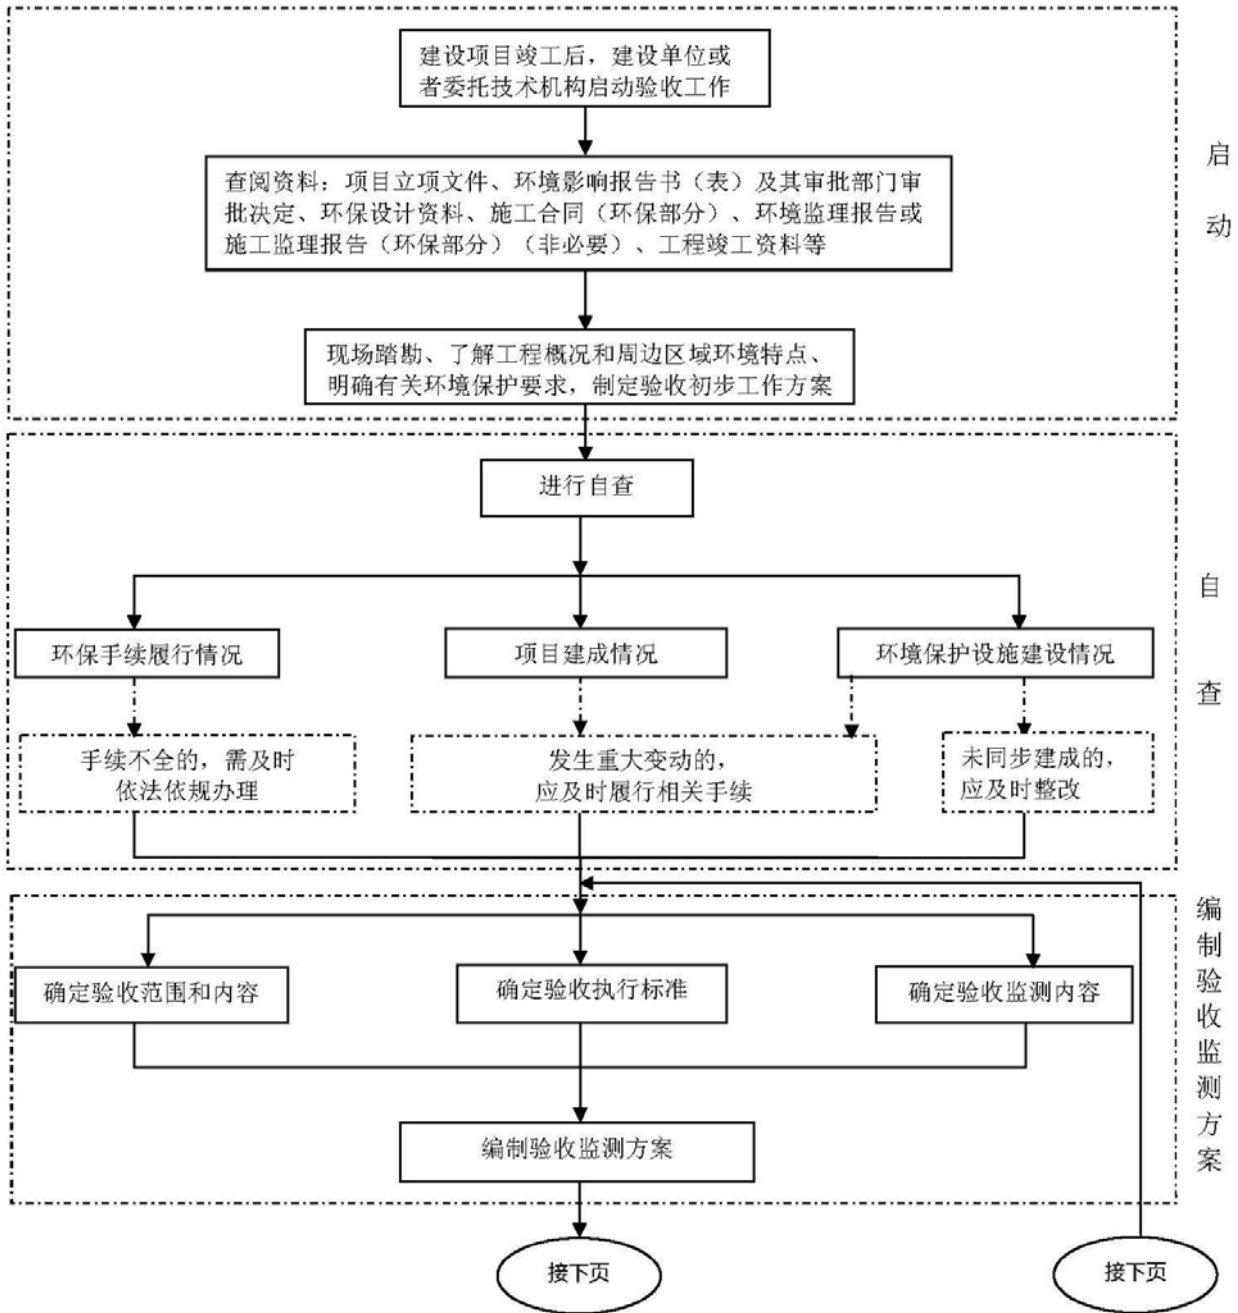 建设项目竣工后，建设单位或
者委托技术机构启动验收工作
查阅资料：项目立项文件、环境影响报告书（表）及其审批部门审
批决定、环保设计资料、施工合同（环保部分）、环境监理报告或
施工监理报告（环保部分）（非必要）、工程竣工资料等
现场踏勘、了解工程概况和周边区域环境特点、
明确有关环境保护要求，制定验收初步工作方案
启动
进行自查
环保手续履行情况
项目建成情况
环境保护设施建设情况
手续不全的，需及时
依法依规办理
发生重大变动的，
应及时履行相关手续
未同步建成的，
应及时整改
自查
确定验收范围和内容
确定验收执行标准
确定验收监测内容
编制验收监测方案
编制验收监测方案
接下页
接下页